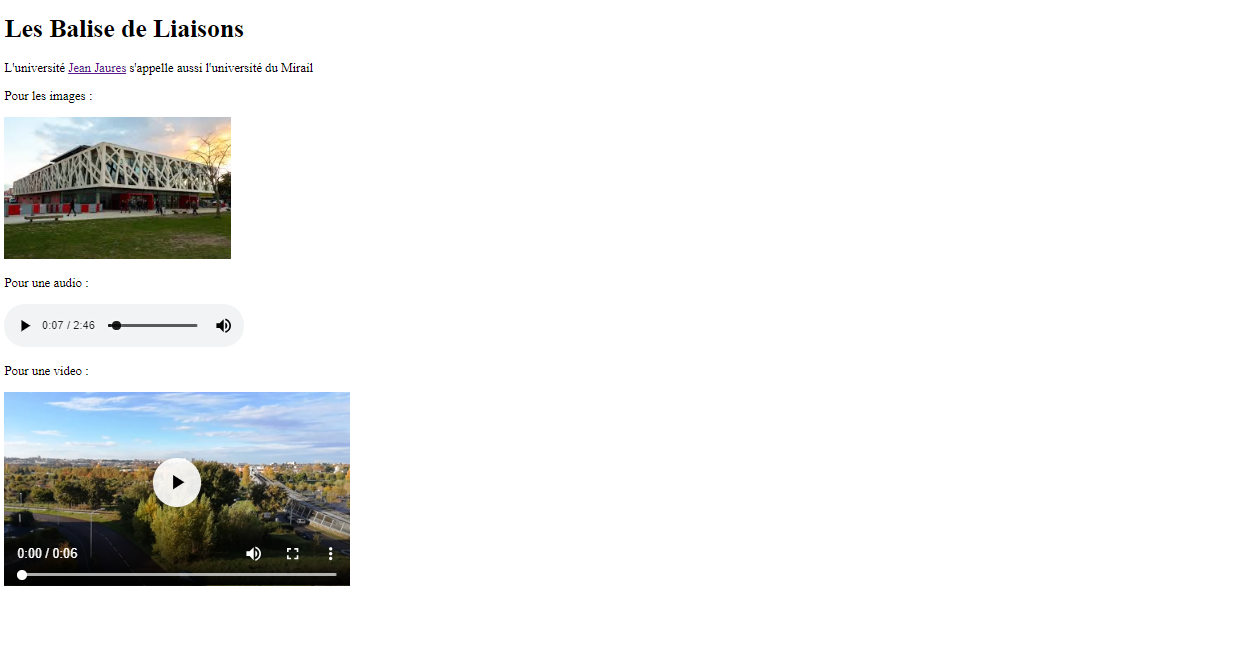 Les Balise de Liaisons
L'université Jean Jaures s'appelle aussi l'université du Mirail
Pour les images :
Pour une audio :
0:07 / 2:46
Pour une video :
0:00 / 0:06